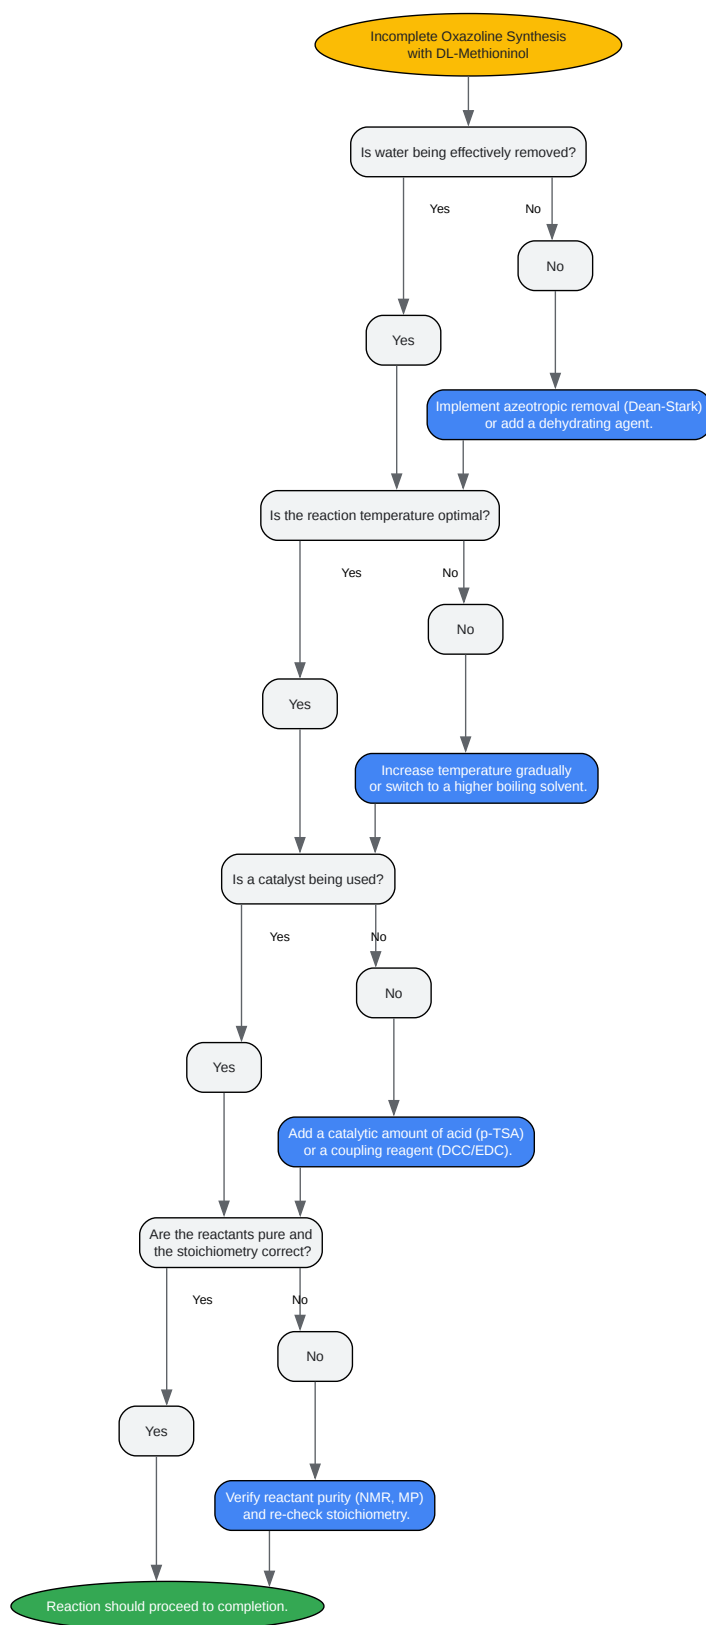 Incomplete Oxazoline Synthesis
with DL-Methioninol
Is water being effectively removed?
Yes
No
No
Yes
Implement azeotropic removal (Dean-Stark)
or add a dehydrating agent.
Is the reaction temperature optimal?
Yes
No
No
Yes
Increase temperature gradually
or switch to a higher boiling solvent.
Is a catalyst being used?
Yes
No
No
Yes
Add a catalytic amount of acid (p-TSA)
or a coupling reagent (DCC/EDC).
Are the reactants pure and
the stoichiometry correct?
Yes
No
No
Yes
Verify reactant purity (NMR, MP)
and re-check stoichiometry.
Reaction should proceed to completion.